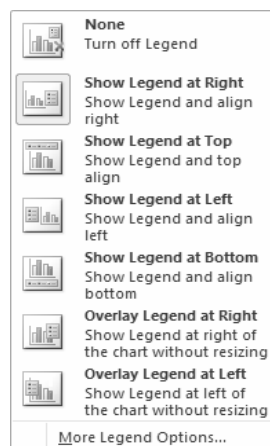 None
Turn off Legend
Show Legend at Right
Show Legend and align
right
Show Legend at Top
Show Legend and top
align
Show Legend at Left
Show Legend and align
left
Show Legend at Bottom
Show Legend and align
bottom
Overlay Legend at Right
Show Legend at right of
the chart without resizing
Overlay Legend at Left
Show Legend at left of
the chart without resizing
More Legend Options...